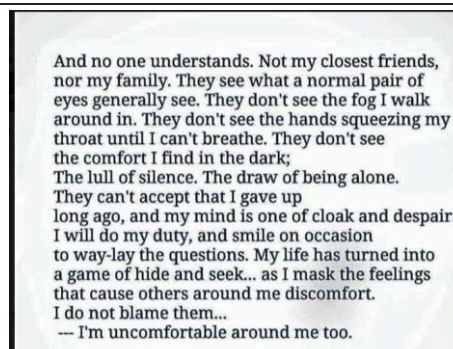 And no one understands. Not my closest friends,
nor my family. They see what a normal pair of
eyes generally see. They don't see the fog I walk
around in. They don't see the hands squeezing my
throat until I can't breathe. They don't see
the comfort I find in the dark;
The lull of silence. The draw of being alone.
They can't accept that I gave up
long ago, and my mind is one of cloak and despair.
I will do my duty, and smile on occasion
to way-lay the questions. My life has turned into
a game of hide and seek... as I mask the feelings
that cause others around me discomfort.
I do not blame them...
--- I'm uncomfortable around me too.